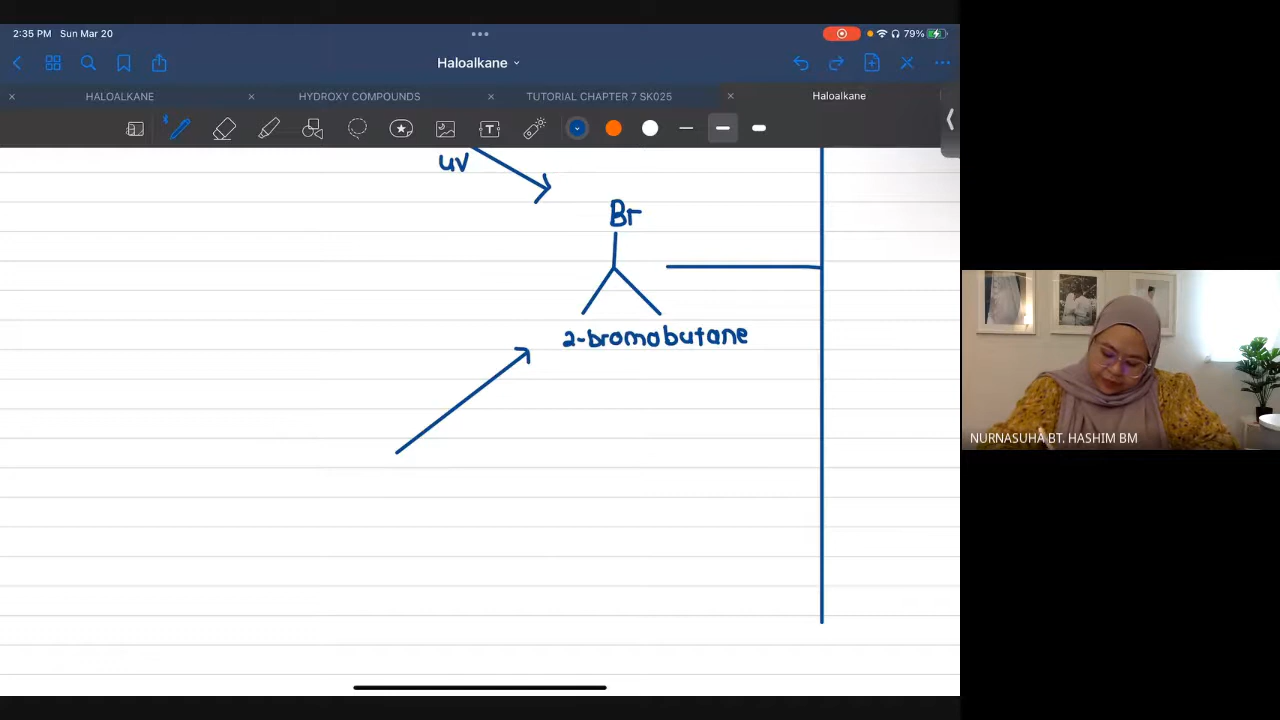 2:35 PM Sun Mar 20
79%
Haloalkane
HALOALKANE
HYDROXY COMPOUNDS
TUTORIAL CHAPTER 7 SK025
Haloalkane
uv
Br
2-bromobutane
NURNASUHA BT. HASHIM BM